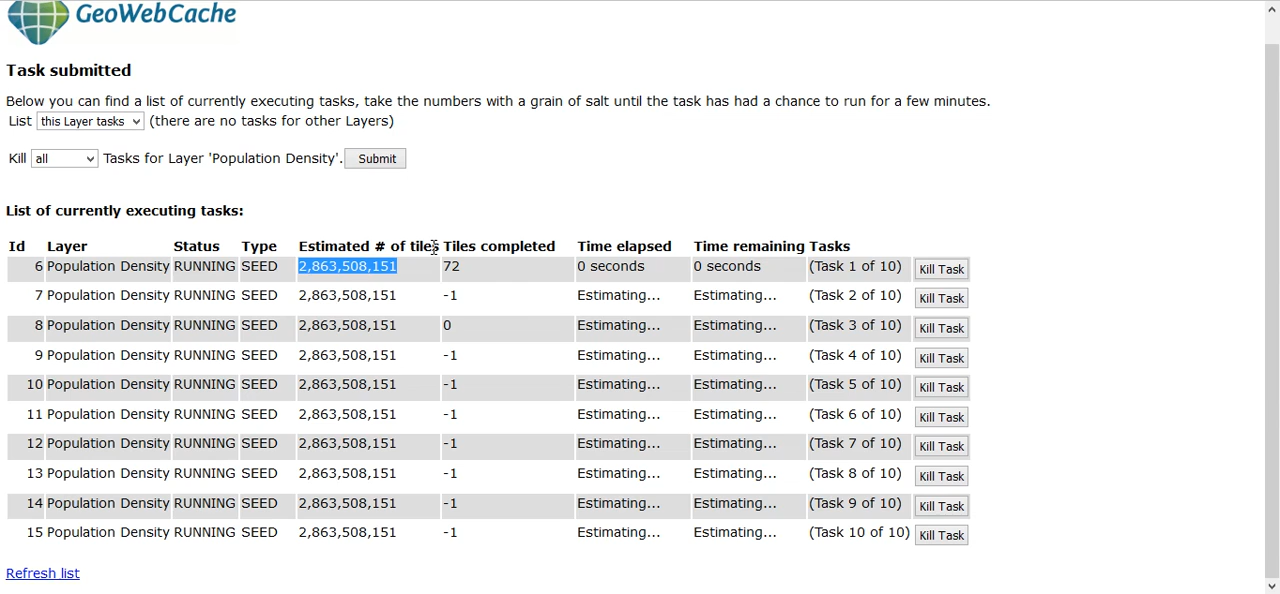 GeoWebCache
Task submitted
Below you can find a list of currently executing tasks, take the numbers with a grain of salt until the task has had a chance to run for a few minutes.
List this Layer tasks (there are no tasks for other Layers)
Kill all Tasks for Layer 'Population Density'. Submit
List of currently executing tasks:
Id Layer Status Type Estimated # of tiles Tiles completed Time elapsed Time remaining Tasks
6 Population Density RUNNING SEED 2,863,508,151 72 0 seconds 0 seconds (Task 1 of 10) Kill Task
7 Population Density RUNNING SEED 2,863,508,151 -1 Estimating... Estimating... (Task 2 of 10) Kill Task
8 Population Density RUNNING SEED 2,863,508,151 0 Estimating... Estimating... (Task 3 of 10) Kill Task
9 Population Density RUNNING SEED 2,863,508,151 -1 Estimating... Estimating... (Task 4 of 10) Kill Task
10 Population Density RUNNING SEED 2,863,508,151 -1 Estimating... Estimating... (Task 5 of 10) Kill Task
11 Population Density RUNNING SEED 2,863,508,151 -1 Estimating... Estimating... (Task 6 of 10) Kill Task
12 Population Density RUNNING SEED 2,863,508,151 -1 Estimating... Estimating... (Task 7 of 10) Kill Task
13 Population Density RUNNING SEED 2,863,508,151 -1 Estimating... Estimating... (Task 8 of 10) Kill Task
14 Population Density RUNNING SEED 2,863,508,151 -1 Estimating... Estimating... (Task 9 of 10) Kill Task
15 Population Density RUNNING SEED 2,863,508,151 -1 Estimating... Estimating... (Task 10 of 10) Kill Task
Refresh list